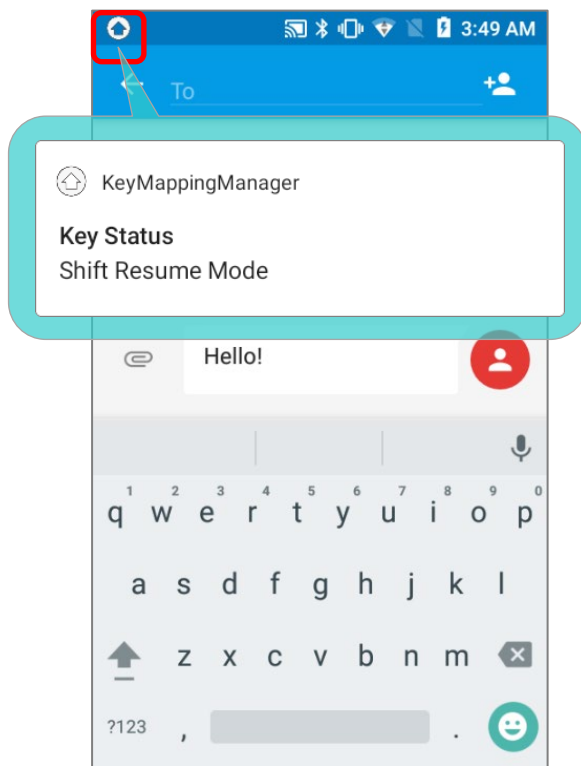 3:49 AM
To
KeyMappingManager
Key Status
Shift Resume Mode
Hello!
1 2 3 4 5 6 7 8 9 0
q w e r t y u i o p
a s d f g h j k l
z x c v b n m
?123 , .